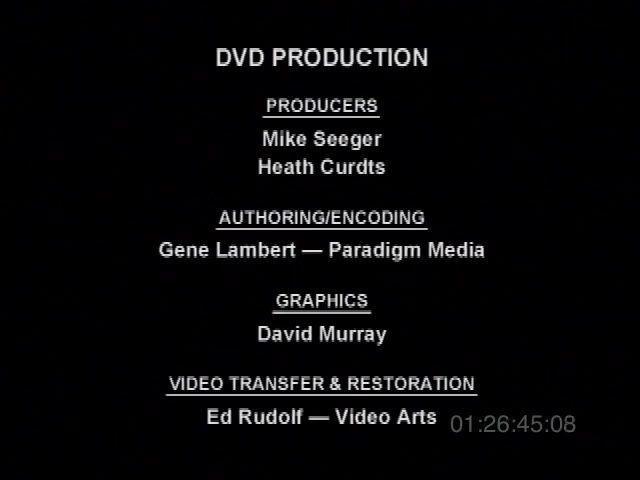 DVD PRODUCTION
PRODUCERS
Mike Seeger
Heath Curdts
AUTHORING/ENCODING
Gene Lambert — Paradigm Media
GRAPHICS
David Murray
VIDEO TRANSFER & RESTORATION
Ed Rudolf — Video Arts
01:26:45:08